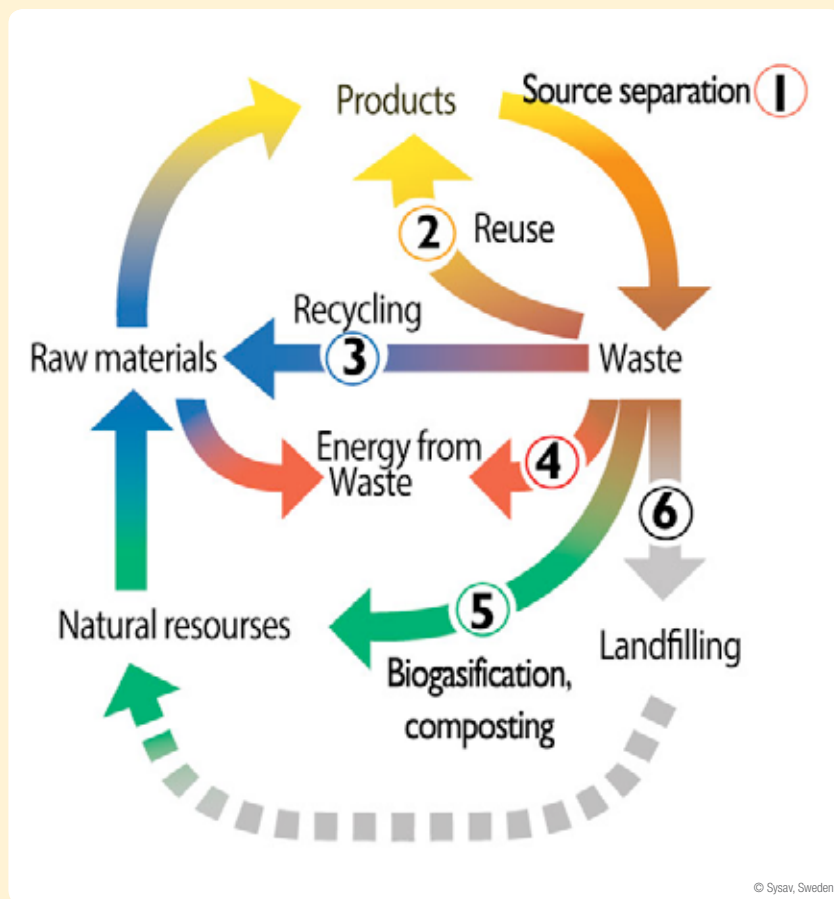 Products
Source separation 1
2 Reuse
Recycling
3
Raw materials
Waste
Energy from
Waste
4
6
5
Natural resourses
Landfilling
Biogasification,
composting
© Sysav, Sweden